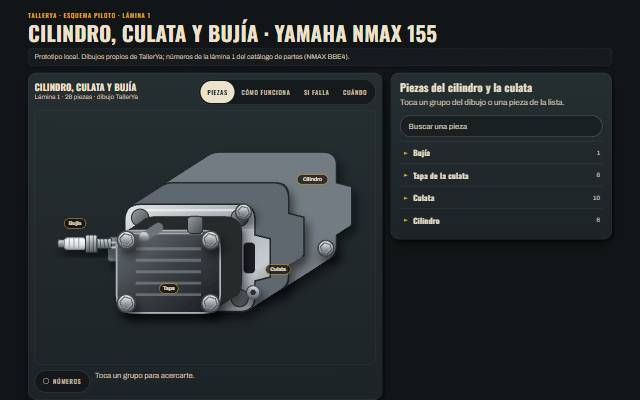 TALLERYA · ESQUEMA PILOTO · LÁMINA 1
CILINDRO, CULATA Y BUJÍA · YAMAHA NMAX 155
Prototipo local. Dibujos propios de TallerYa; números de la lámina 1 del catálogo de partes (NMAX BBE4).
CILINDRO, CULATA Y BUJÍA
Lámina 1 · 28 piezas · dibujo TallerYa
PIEZAS
CÓMO FUNCIONA
SI FALLA
CUÁNDO
Cilindro
Bujía
Culata
Tapa
NÚMEROS
Toca un grupo para acercarte.
Piezas del cilindro y la culata
Toca un grupo del dibujo o una pieza de la lista.
Buscar una pieza
Bujía 1
Tapa de la culata 8
Culata 10
Cilindro 6